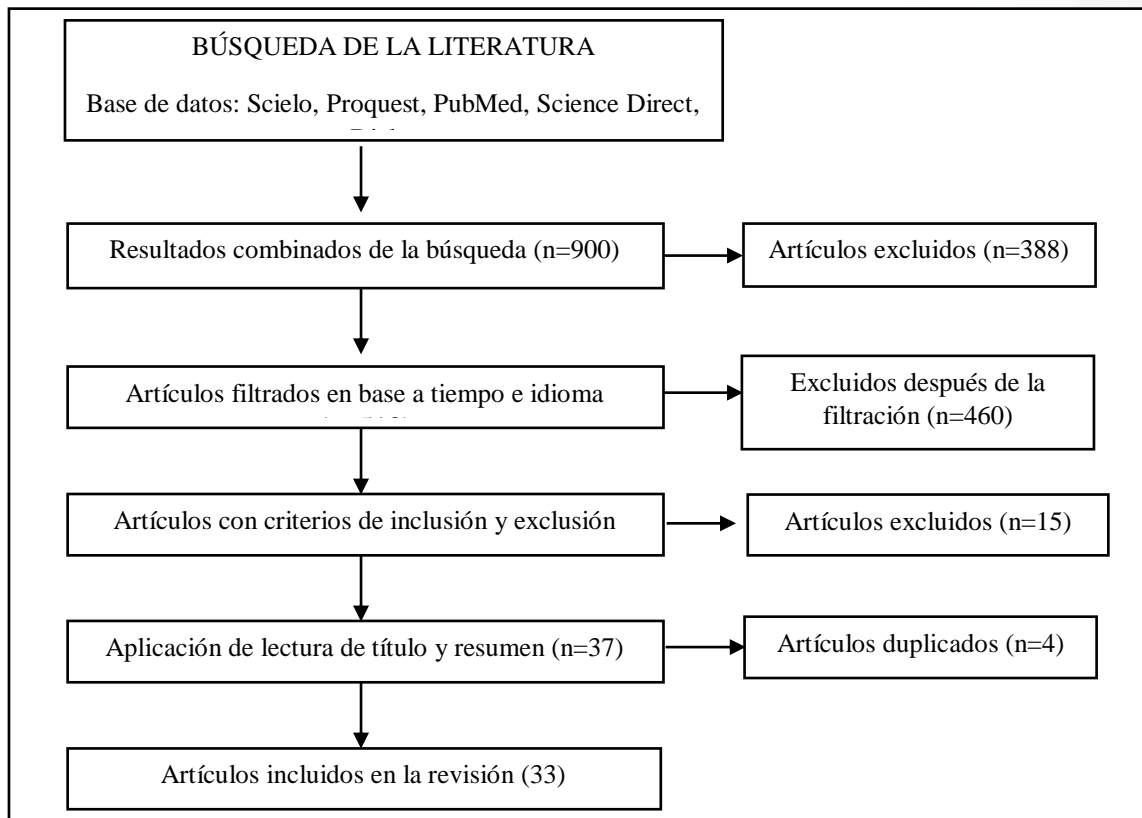 BÚSQUEDA DE LA LITERATURA
Base de datos: Scielo, Proquest, PubMed, Science Direct,
Resultados combinados de la búsqueda (n=900)
Artículos excluidos (n=388)
Artículos filtrados en base a tiempo e idioma
Excluidos después de la
filtración (n=460)
Artículos con criterios de inclusión y exclusión
Artículos excluidos (n=15)
Aplicación de lectura de título y resumen (n=37)
Artículos duplicados (n=4)
Artículos incluidos en la revisión (33)